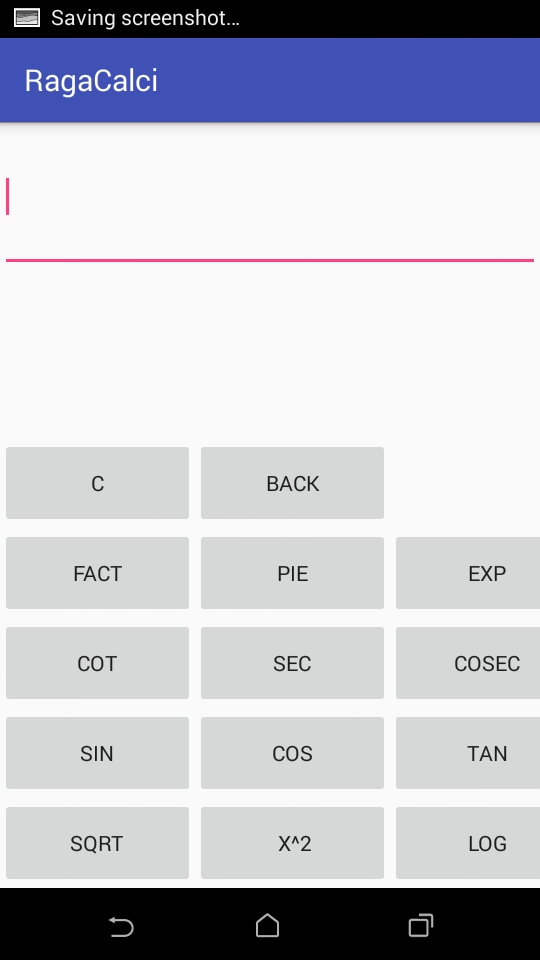 Saving screenshot...
RagaCalci
C BACK
FACT PIE EXP
COT SEC COSEC
SIN COS TAN
SQRT X^2 LOG